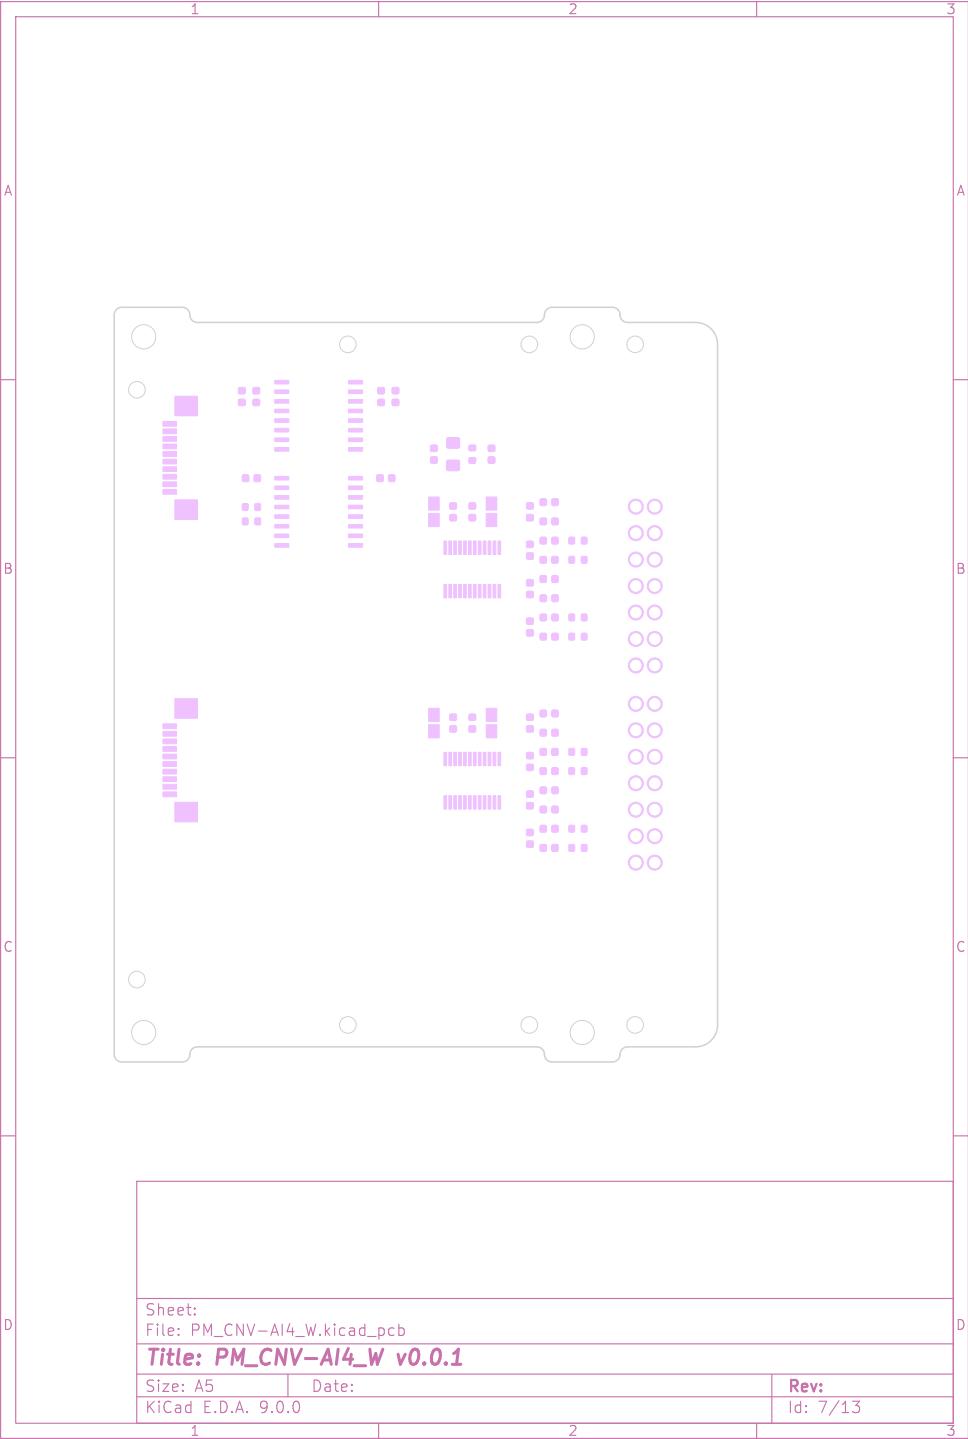 1 2 3
A A
B B
C C
Sheet:
File: PM_CNV-AI4_W.kicad_pcb
D D
Title: PM_CNV-AI4_W v0.0.1
Size: A5 Date: Rev:
KiCad E.D.A. 9.0.0 Id: 7/13
1 2 3